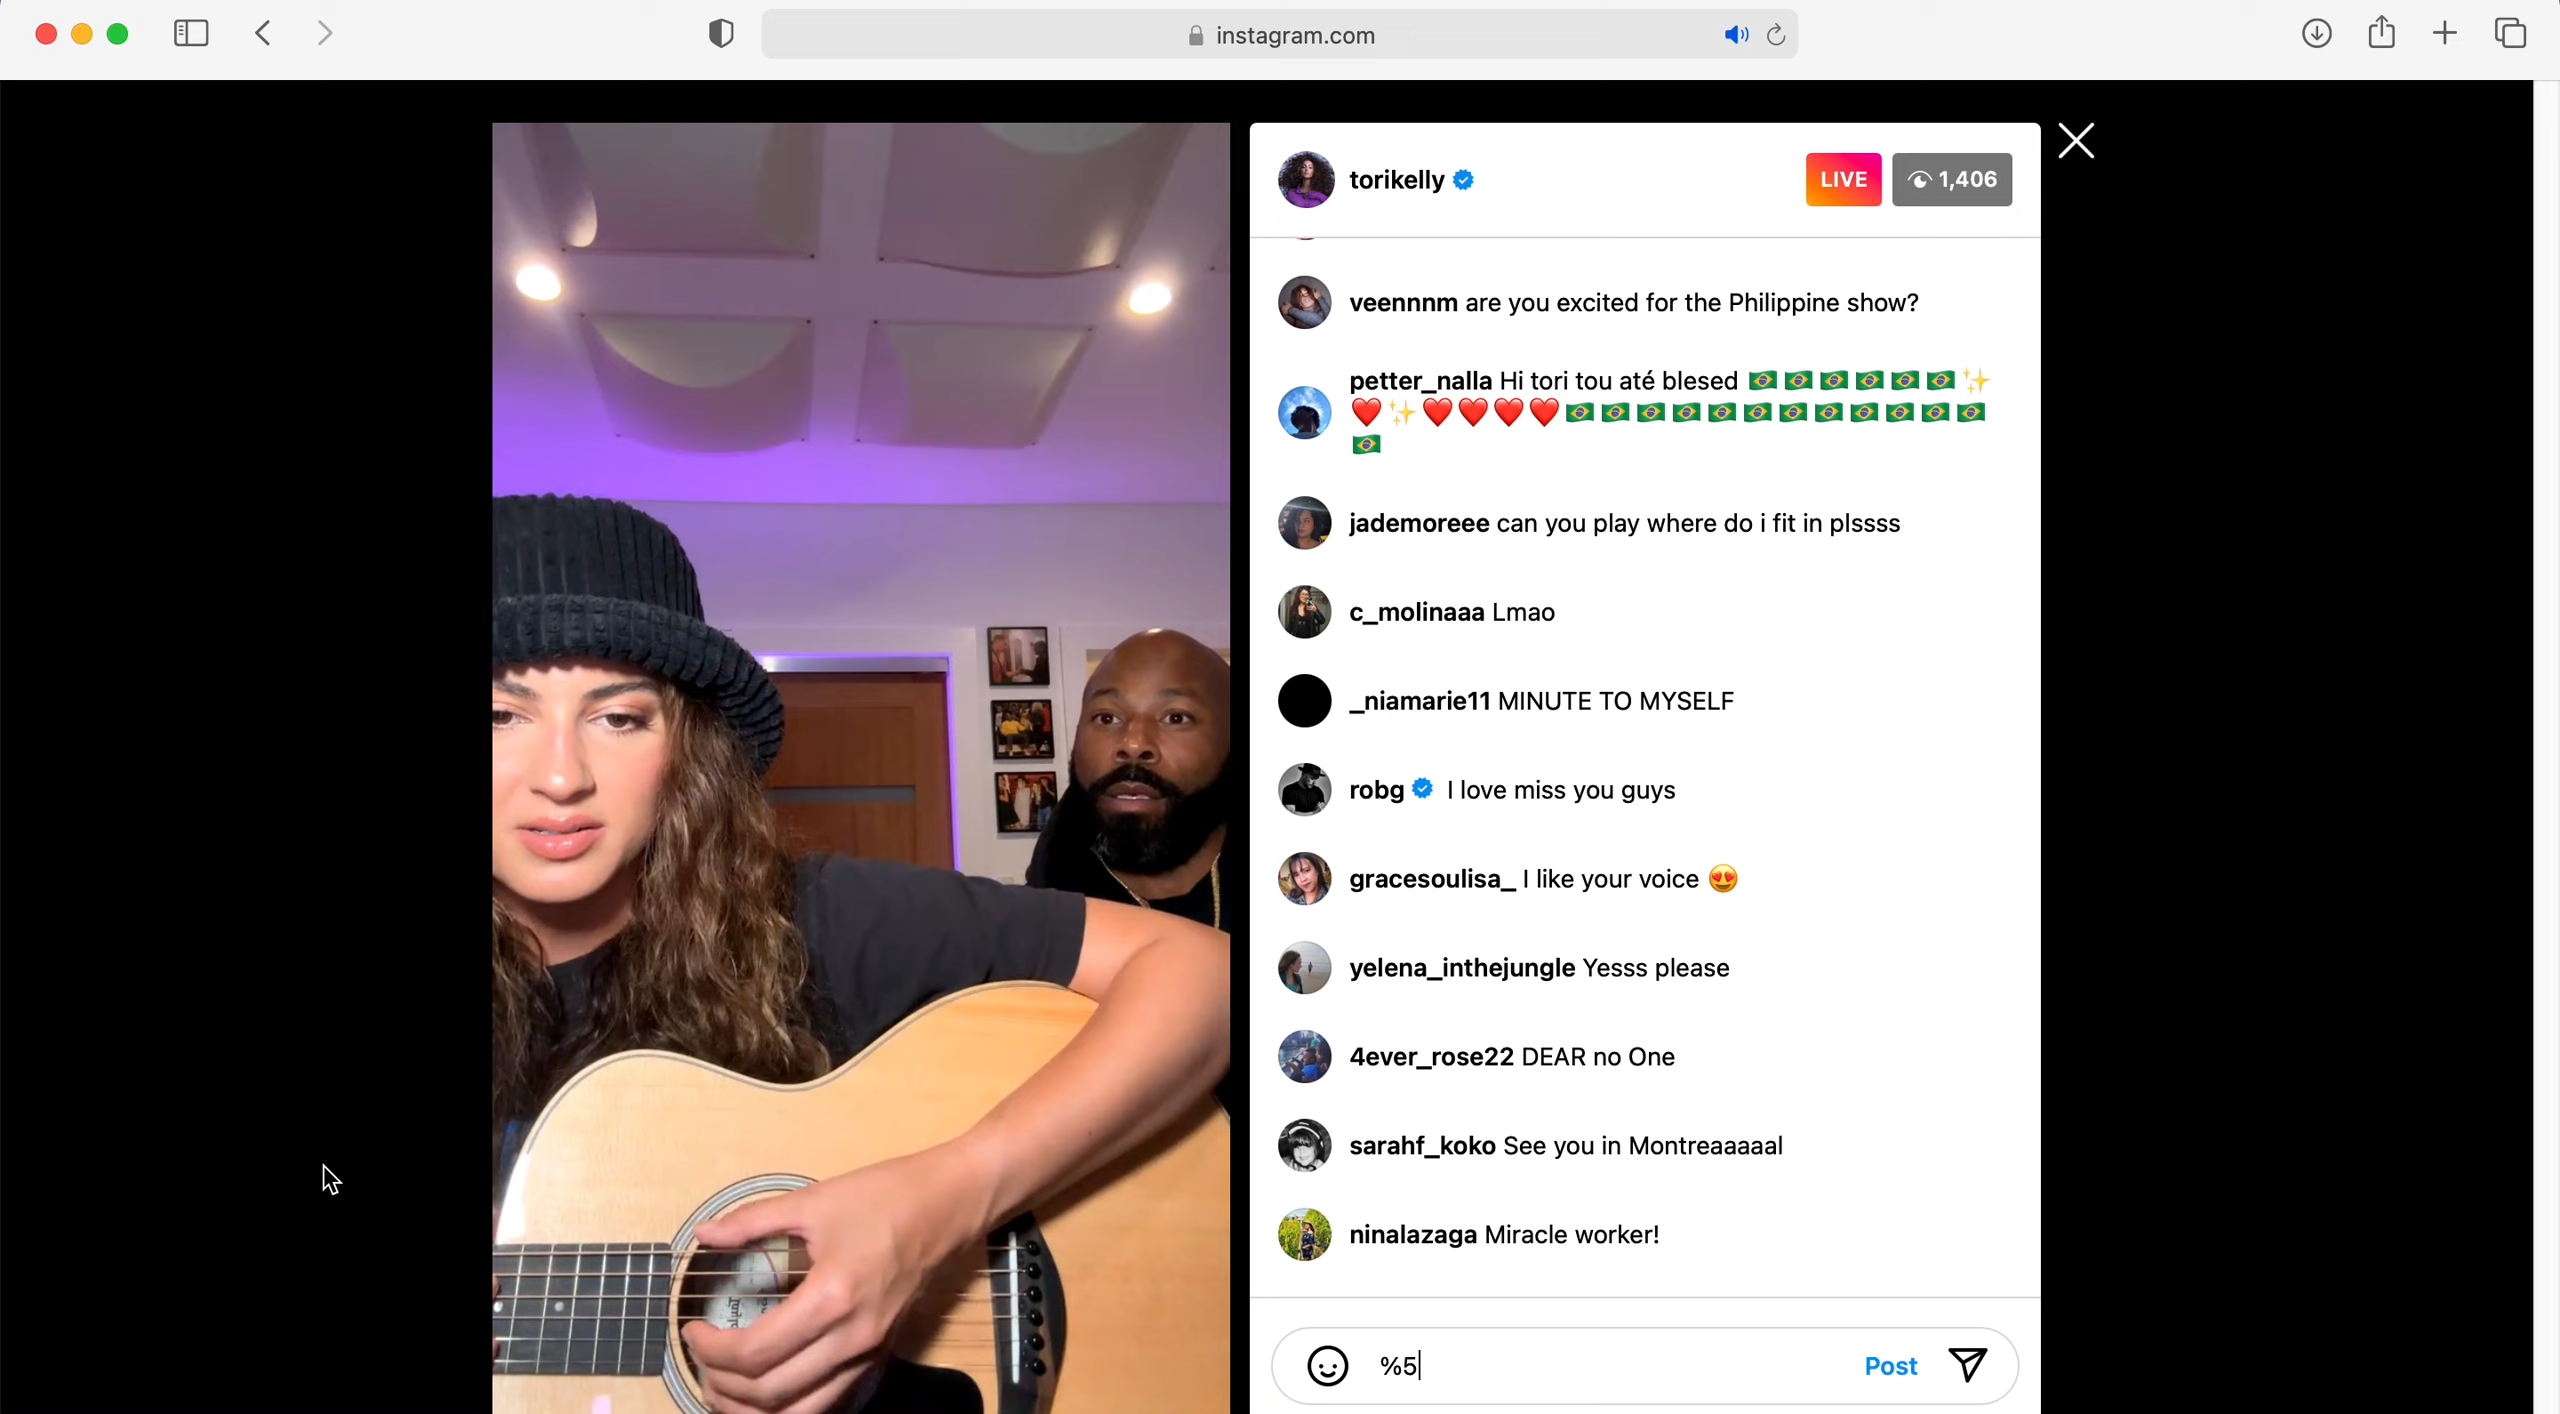 instagram.com
torikelly
LIVE
1,406
veennnm are you excited for the Philippine show?
petter_nalla Hi tori tou até blesed 🇧🇷🇧🇷🇧🇷🇧🇷🇧🇷🇧🇷✨
❤️✨❤️❤️❤️❤️🇧🇷🇧🇷🇧🇷🇧🇷🇧🇷🇧🇷🇧🇷🇧🇷🇧🇷🇧🇷🇧🇷🇧🇷
🇧🇷
jademoreee can you play where do i fit in plssss
c_molinaaa Lmao
_niamarie11 MINUTE TO MYSELF
robg I love miss you guys
gracesoulisa_ I like your voice 😍
yelena_inthejungle Yesss please
4ever_rose22 DEAR no One
sarahf_koko See you in Montreaaaaal
ninalazaga Miracle worker!
%5
Post